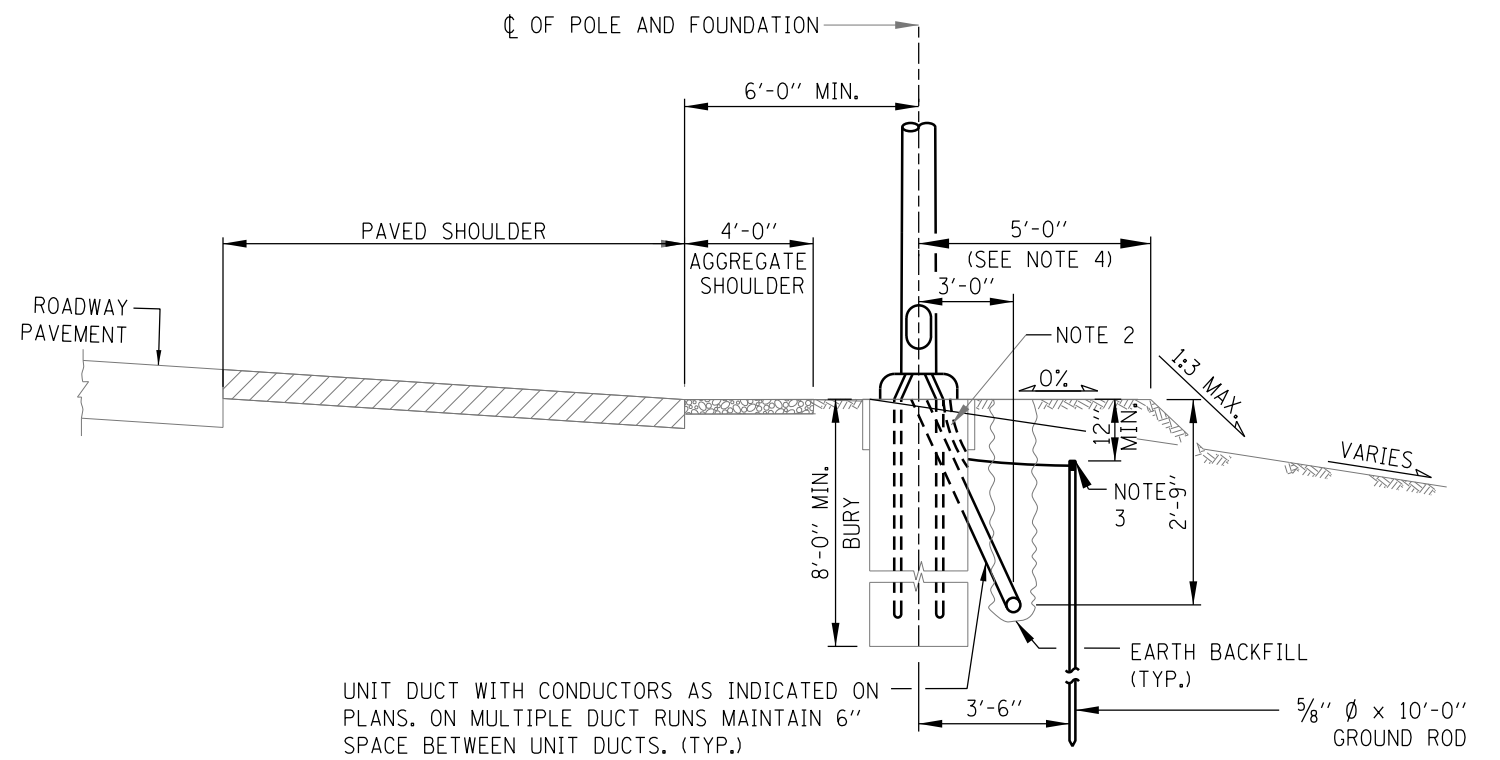 ℄ OF POLE AND FOUNDATION
6'-0" MIN.
PAVED SHOULDER
4'-0"
AGGREGATE
SHOULDER
5'-0"
(SEE NOTE 4)
3'-0"
ROADWAY
PAVEMENT
NOTE 2
0%
1:3 MAX.
12"
MIN.
VARIES
NOTE
3
2'-9"
8'-0" MIN.
BURY
EARTH BACKFILL
(TYP.)
UNIT DUCT WITH CONDUCTORS AS INDICATED ON
PLANS. ON MULTIPLE DUCT RUNS MAINTAIN 6"
SPACE BETWEEN UNIT DUCTS. (TYP.)
3'-6"
⅝" Ø x 10'-0"
GROUND ROD